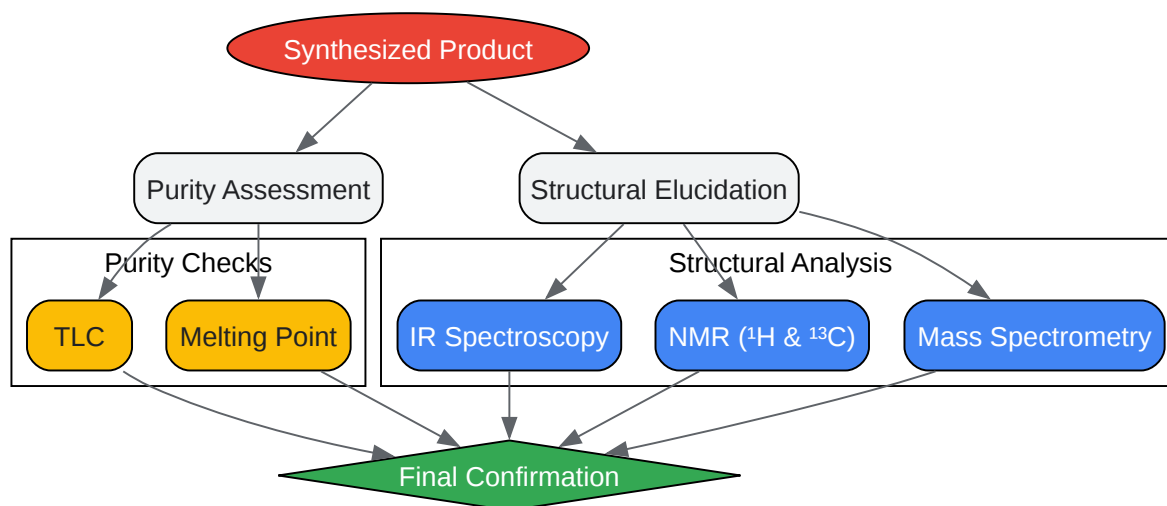 Synthesized Product
Purity Assessment
Structural Elucidation
Purity Checks
Structural Analysis
TLC
Melting Point
IR Spectroscopy
NMR (¹H & ¹³C)
Mass Spectrometry
Final Confirmation